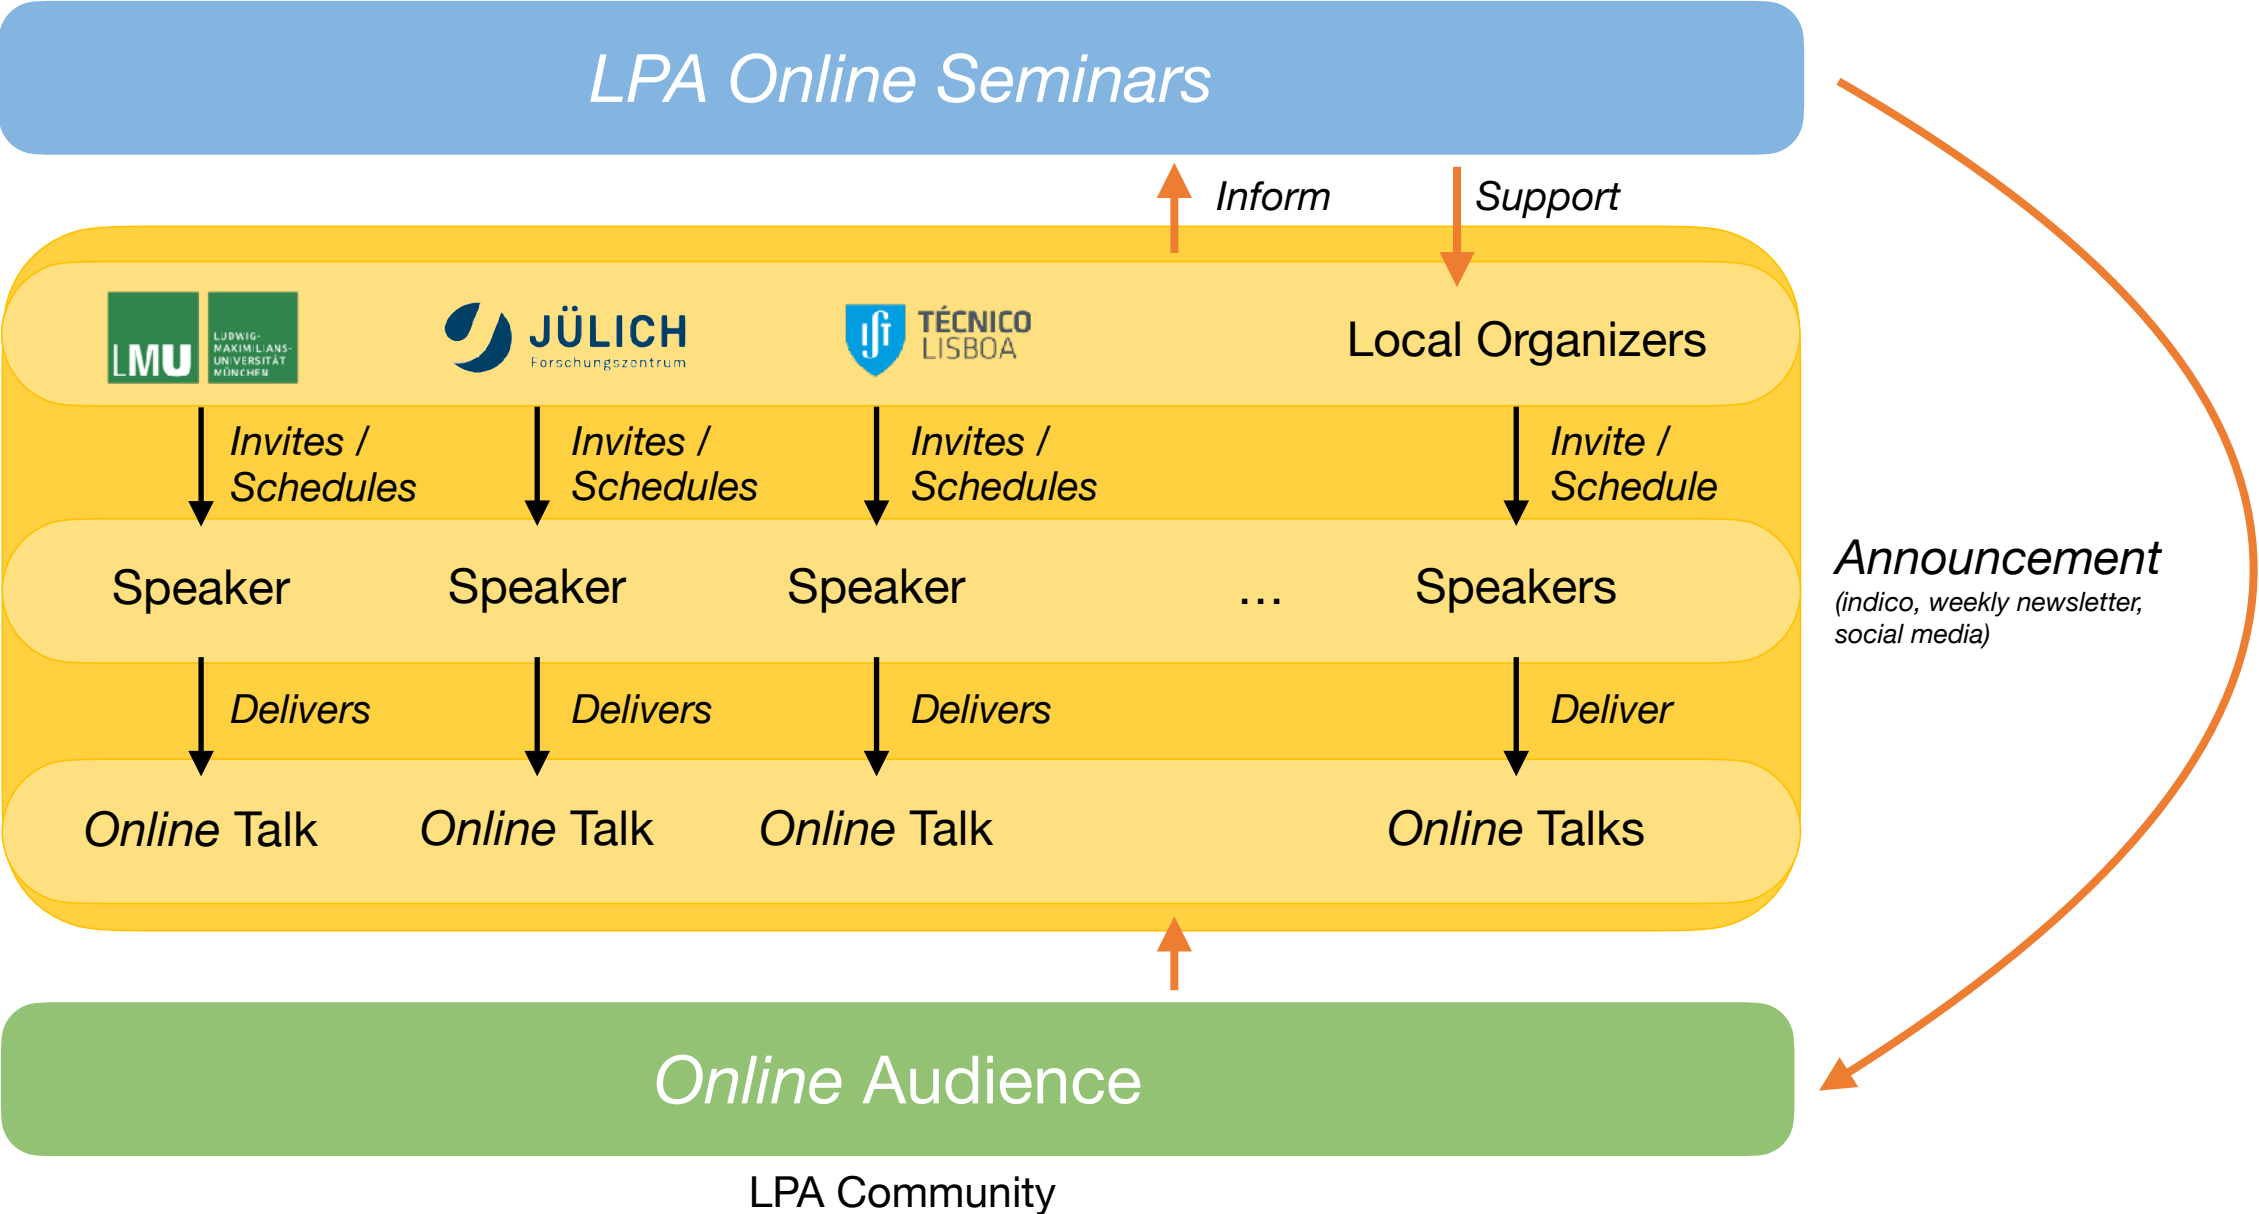 LPA Online Seminars
Inform
Support
LMU
LUDWIG-
MAXIMILIANS-
UNIVERSITÄT
MÜNCHEN
JÜLICH
Forschungszentrum
TÉCNICO
LISBOA
Local Organizers
Invites /
Schedules
Invites /
Schedules
Invites /
Schedules
Invite /
Schedule
Speaker
Speaker
Speaker
...
Speakers
Announcement
(indico, weekly newsletter,
social media)
Delivers
Delivers
Delivers
Deliver
Online Talk
Online Talk
Online Talk
Online Talks
Online Audience
LPA Community